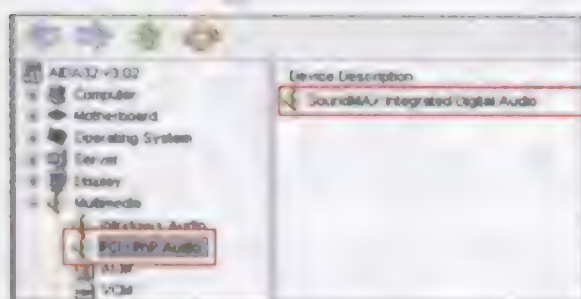 AIDA32 v3.02
Computer
Motherboard
Operating System
Server
Display
Multimedia
Windows Audio
PCI / PnP Audio
VCM
Device Description
SoundMAX Integrated Digital Audio